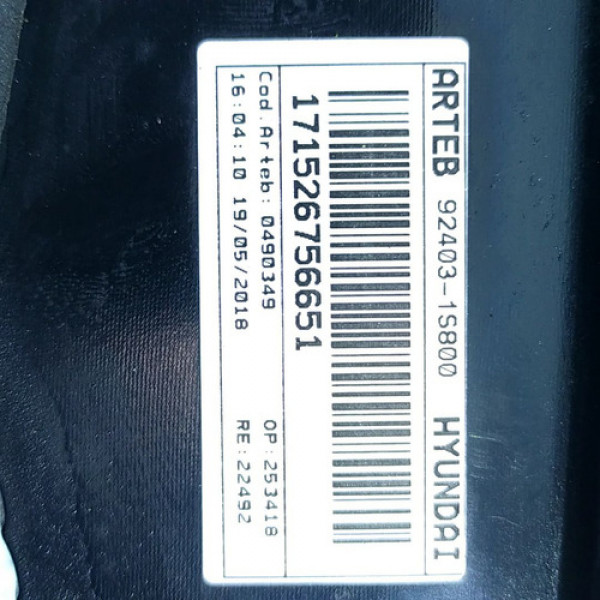 ARTEB 92403-1S800 HYUNDAI
171526756651
Cod.Arteb: 0490349 OP:253418
16:04:10 19/05/2018 RE:22492